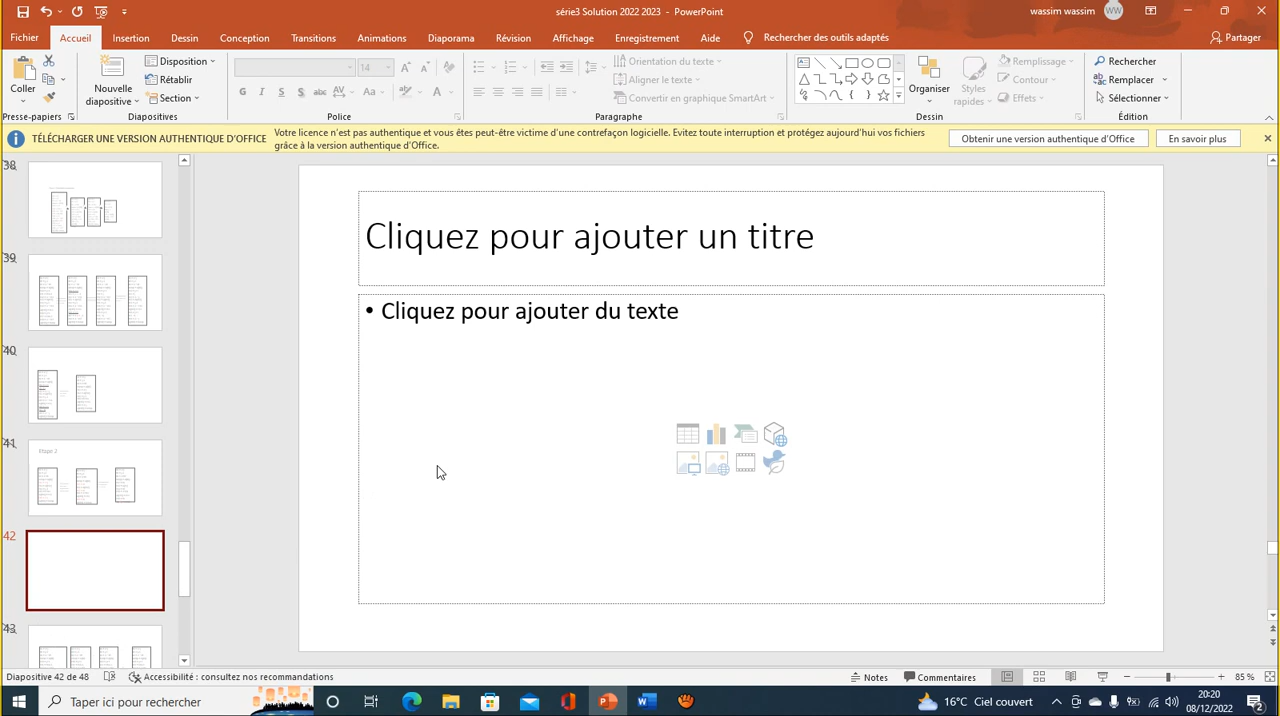 série3 Solution 2022 2023 - PowerPoint
wassim wassim
WW
Fichier
Accueil
Insertion
Dessin
Conception
Transitions
Animations
Diaporama
Révision
Affichage
Enregistrement
Aide
Rechercher des outils adaptés
Partager
Coller
Presse-papiers
Nouvelle
diapositive
Disposition
Rétablir
Section
Diapositives
14
G I S S abc AV Aa A
Police
Orientation du texte
Aligner le texte
Convertir en graphique SmartArt
Paragraphe
Organiser
Styles
rapides
Remplissage
Contour
Effets
Dessin
Rechercher
Remplacer
Sélectionner
Édition
TÉLÉCHARGER UNE VERSION AUTHENTIQUE D'OFFICE
Votre licence n'est pas authentique et vous êtes peut-être victime d'une contrefaçon logicielle. Evitez toute interruption et protégez aujourd'hui vos fichiers
grâce à la version authentique d'Office.
Obtenir une version authentique d'Office
En savoir plus
38
39
40
41
Etape 2
42
43
Cliquez pour ajouter un titre
• Cliquez pour ajouter du texte
Diapositive 42 de 48
Accessibilité : consultez nos recommandations
Notes
Commentaires
85 %
Taper ici pour rechercher
16°C Ciel couvert
20:20
08/12/2022
2